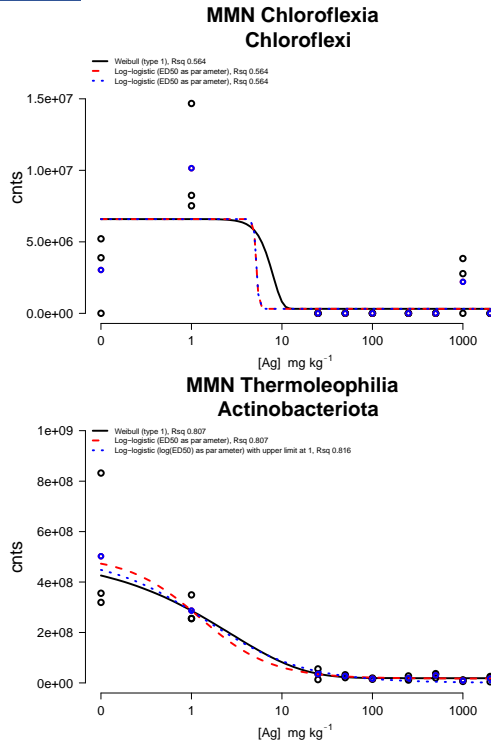 MMN Chloroflexia
Chloroflexi
Weibull (type 1), Rsq 0.564
Log−logistic (ED50 as parameter), Rsq 0.564
Log−logistic (ED50 as parameter), Rsq 0.564
1.5e+07
1.0e+07
5.0e+06
0.0e+00
cnts
0 1 10 100 1000
[Ag] mg kg−1
MMN Thermoleophilia
Actinobacteriota
Weibull (type 1), Rsq 0.807
Log−logistic (ED50 as parameter), Rsq 0.807
Log−logistic (log(ED50) as parameter) with upper limit at 1, Rsq 0.816
1e+09
8e+08
6e+08
4e+08
2e+08
0e+00
cnts
0 1 10 100 1000
[Ag] mg kg−1